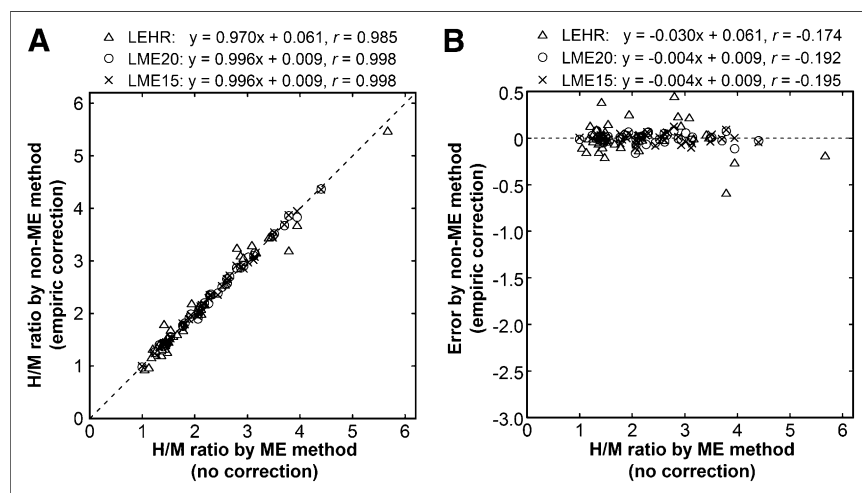 A
△ LEHR: y = 0.970x + 0.061, r = 0.985
○ LME20: y = 0.996x + 0.009, r = 0.998
× LME15: y = 0.996x + 0.009, r = 0.998
H/M ratio by non-ME method
(empiric correction)
6
5
4
3
2
1
0
0 1 2 3 4 5 6
H/M ratio by ME method
(no correction)
B
△ LEHR: y = -0.030x + 0.061, r = -0.174
○ LME20: y = -0.004x + 0.009, r = -0.192
× LME15: y = -0.004x + 0.009, r = -0.195
Error by non-ME method
(empiric correction)
0.5
0
-0.5
-1.0
-1.5
-2.0
-2.5
-3.0
0 1 2 3 4 5 6
H/M ratio by ME method
(no correction)